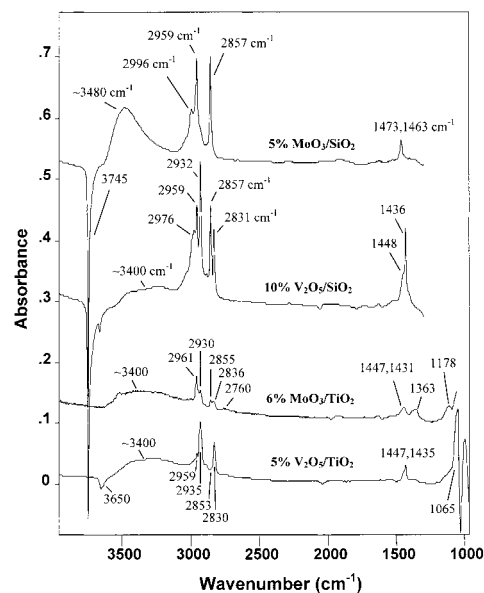 2959 cm-1
2857 cm-1
2996 cm-1
~3480 cm-1
1473,1463 cm-1
5% MoO3/SiO2
3745
2932
2959
2857 cm-1
2976
2831 cm-1
~3400 cm-1
1436
1448
10% V2O5/SiO2
2930
2961
2855
2836
2760
~3400
1447,1431
1363
1178
6% MoO3/TiO2
~3400
5% V2O5/TiO2
1447,1435
3650
2959
2935
2853
2830
1065
.7
.6
.5
.4
.3
.2
.1
0
Absorbance
3500
3000
2500
2000
1500
1000
Wavenumber (cm-1)